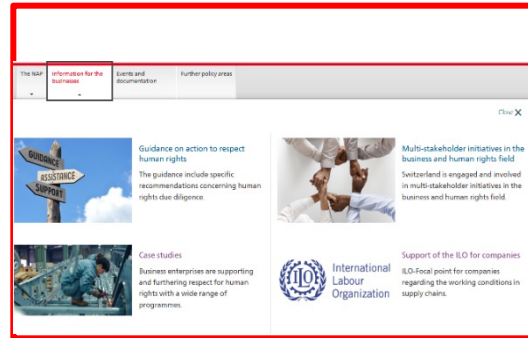 The NAP
Information for the
businesses
Events and
documentation
Further policy areas
Close X
GUIDANCE
ASSISTANCE
SUPPORT
Guidance on action to respect
human rights
The guidance include specific
recommendations concerning human
rights due diligence.
Multi-stakeholder initiatives in the
business and human rights field
Switzerland is engaged and involved
in multi-stakeholder initiatives in the
business and human rights field.
Case studies
Business enterprises are supporting
and furthering respect for human
rights with a wide range of
programmes.
International
Labour
Organization
Support of the ILO for companies
ILO-Focal point for companies
regarding the working conditions in
supply chains.